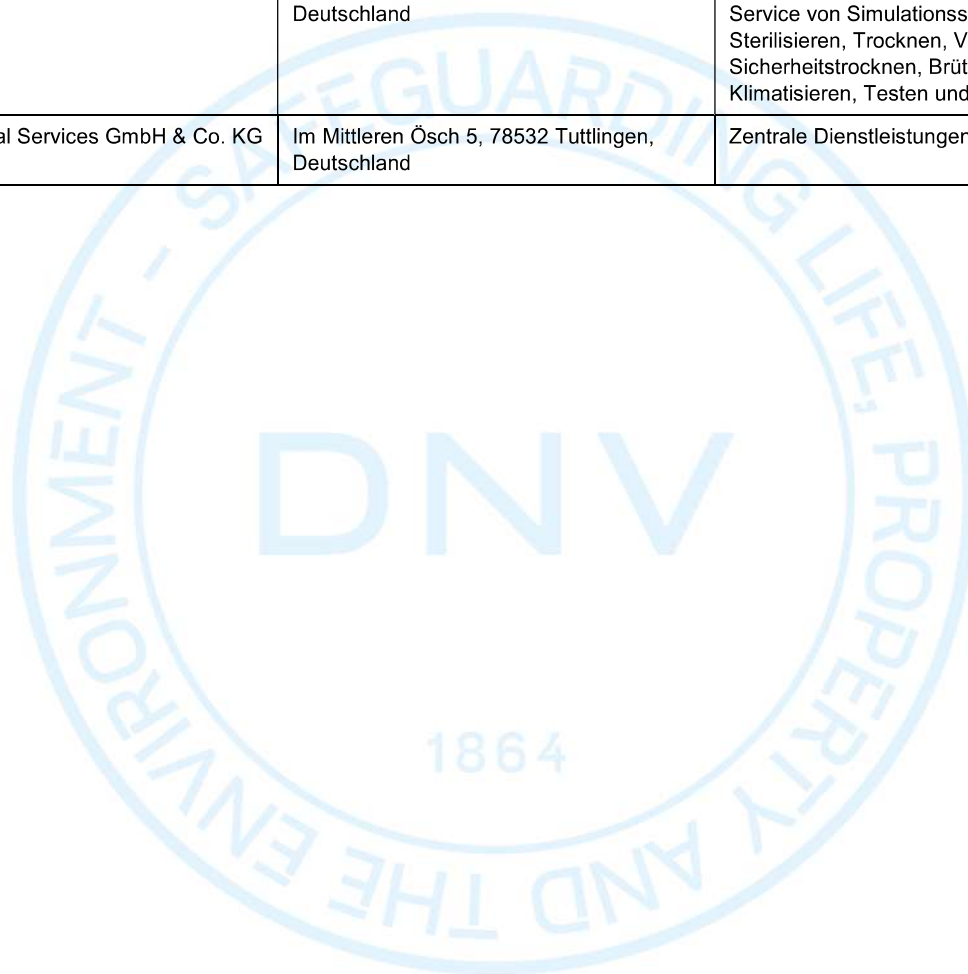 Deutschland
Service von Simulationss
Sterilisieren, Trocknen, V
Sicherheitstrocknen, Brüt
Klimatisieren, Testen und
al Services GmbH & Co. KG
Im Mittleren Ösch 5, 78532 Tuttlingen,
Deutschland
Zentrale Dienstleistungen
SAFEGUARDING LIFE, PROPERTY AND THE ENVIRONMENT -
DNV
1864